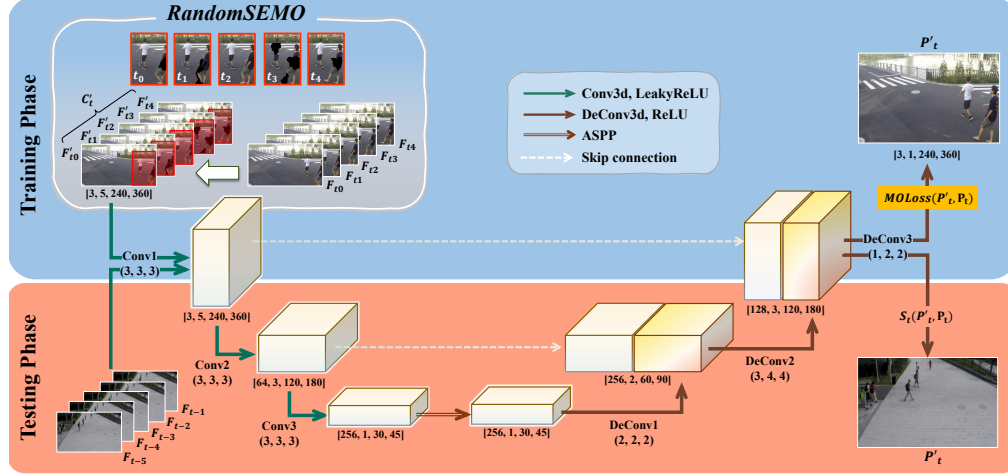 RandomSEMO
Training Phase
t₀ t₁ t₂ t₃ t₄
C′ₜ
F′ₜ₄
F′ₜ₃
F′ₜ₂
F′ₜ₁
F′ₜ₀
Fₜ₄
Fₜ₃
Fₜ₂
Fₜ₁
Fₜ₀
[3, 5, 240, 360]
Conv3d, LeakyReLU
DeConv3d, ReLU
ASPP
Skip connection
P′ₜ
[3, 1, 240, 360]
MOLoss(P′ₜ, Pₜ)
Conv1
(3, 3, 3)
[3, 5, 240, 360]
DeConv3
(1, 2, 2)
[128, 3, 120, 180]
Testing Phase
Conv2
(3, 3, 3)
[64, 3, 120, 180]
Conv3
(3, 3, 3)
[256, 1, 30, 45]
[256, 1, 30, 45]
DeConv1
(2, 2, 2)
[256, 2, 60, 90]
DeConv2
(3, 4, 4)
Sₜ(P′ₜ, Pₜ)
Fₜ₋₁
Fₜ₋₂
Fₜ₋₃
Fₜ₋₄
Fₜ₋₅
P′ₜ